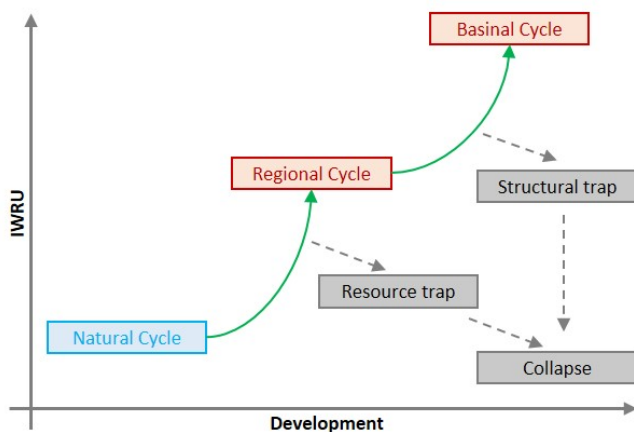 Basinal Cycle
Regional Cycle
Structural trap
IWRU
Resource trap
Natural Cycle
Collapse
Development